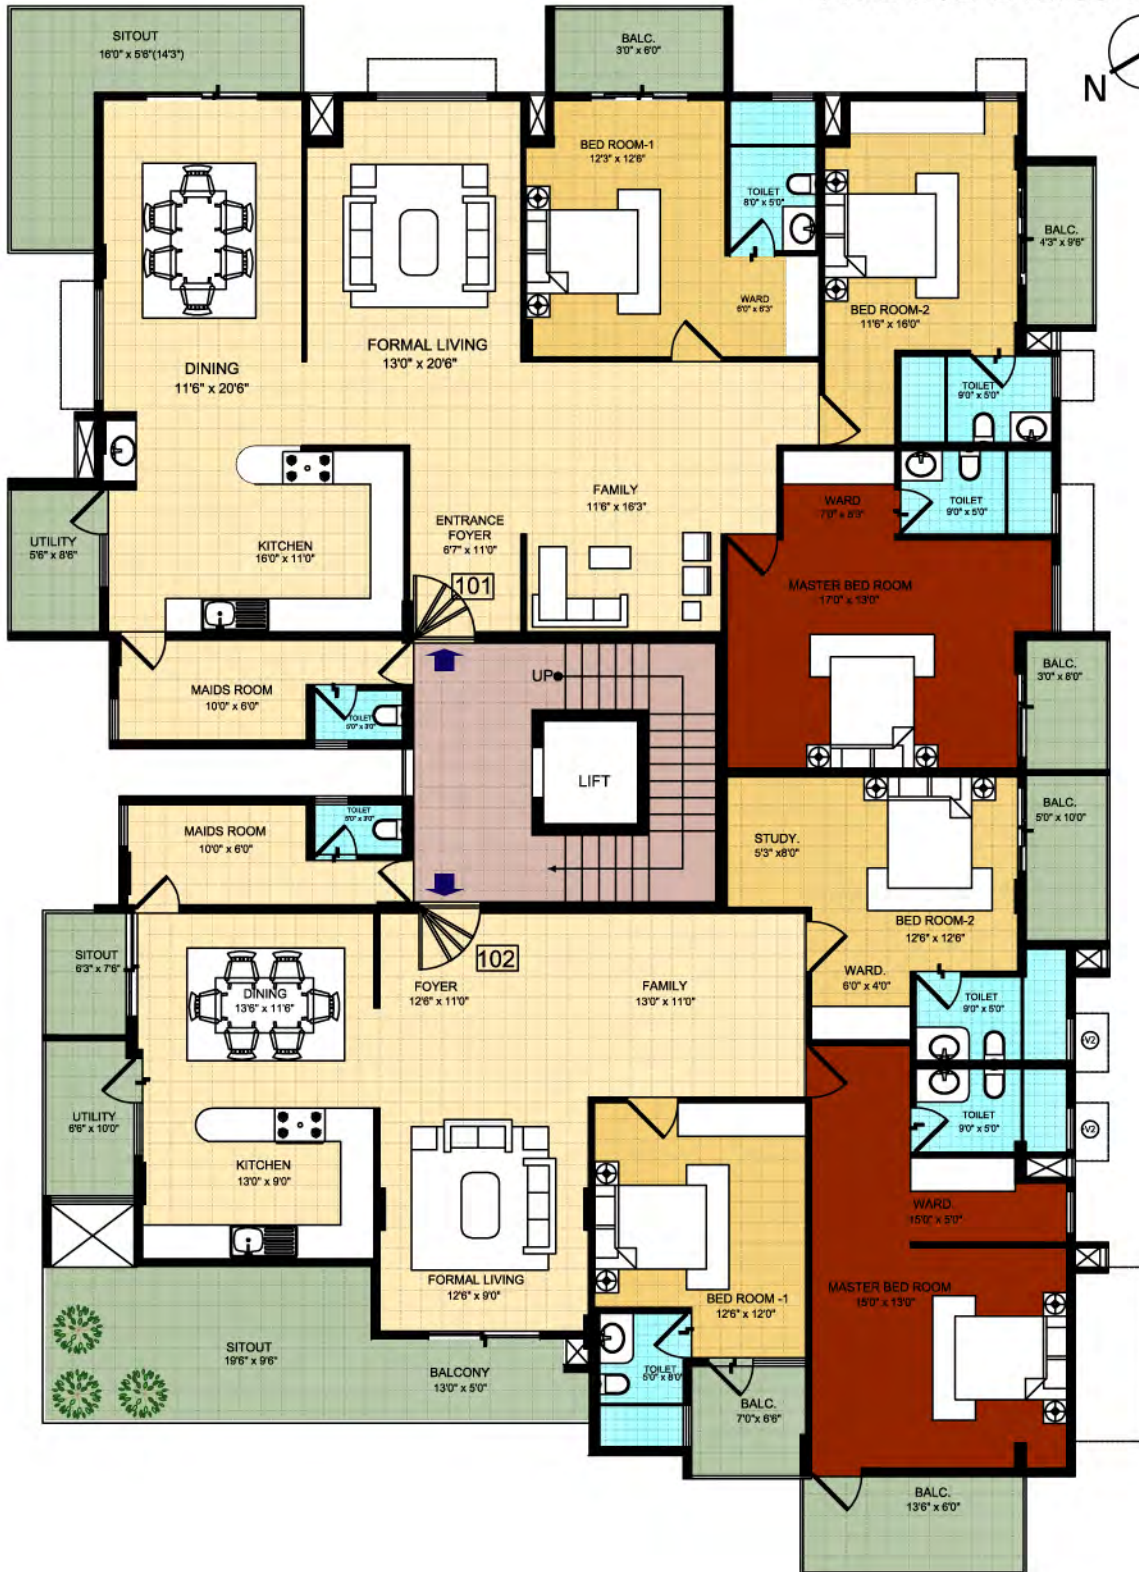 SITOUT
16'0" x 5'6"(14'3")
BALC.
3'0" x 6'0"
N
BED ROOM-1
12'3" x 12'6"
TOILET
8'0" x 5'0"
WARD
6'0" x 6'3"
BED ROOM-2
11'6" x 16'0"
BALC.
4'3" x 9'6"
FORMAL LIVING
13'0" x 20'6"
DINING
11'6" x 20'6"
TOILET
9'0" x 5'0"
FAMILY
11'6" x 16'3"
WARD
TOILET
9'0" x 5'0"
ENTRANCE
FOYER
6'7" x 11'0"
UTILITY
5'6" x 8'6"
KITCHEN
16'0" x 11'0"
101
MASTER BED ROOM
17'0" x 13'0"
MAIDS ROOM
10'0" x 6'0"
TOILET
5'0" x 3'0"
UP
BALC.
3'0" x 8'0"
LIFT
MAIDS ROOM
10'0" x 6'0"
TOILET
5'0" x 3'0"
STUDY.
5'3" x8'0"
BALC.
5'0" x 10'0"
BED ROOM-2
12'6" x 12'6"
SITOUT
6'3" x 7'6"
DINING
13'6" x 11'6"
102
FOYER
12'6" x 11'0"
FAMILY
13'0" x 11'0"
WARD.
6'0" x 4'0"
TOILET
9'0" x 5'0"
V2
UTILITY
6'6" x 10'0"
TOILET
9'0" x 5'0"
V2
KITCHEN
13'0" x 9'0"
WARD.
15'0" x 5'0"
FORMAL LIVING
12'6" x 9'0"
BED ROOM -1
12'6" x 12'0"
MASTER BED ROOM
15'0" x 13'0"
SITOUT
19'6" x 9'6"
BALCONY
13'0" x 5'0"
TOILET
5'0" x 8'0"
BALC.
7'0"x 6'6"
BALC.
13'6" x 6'0"